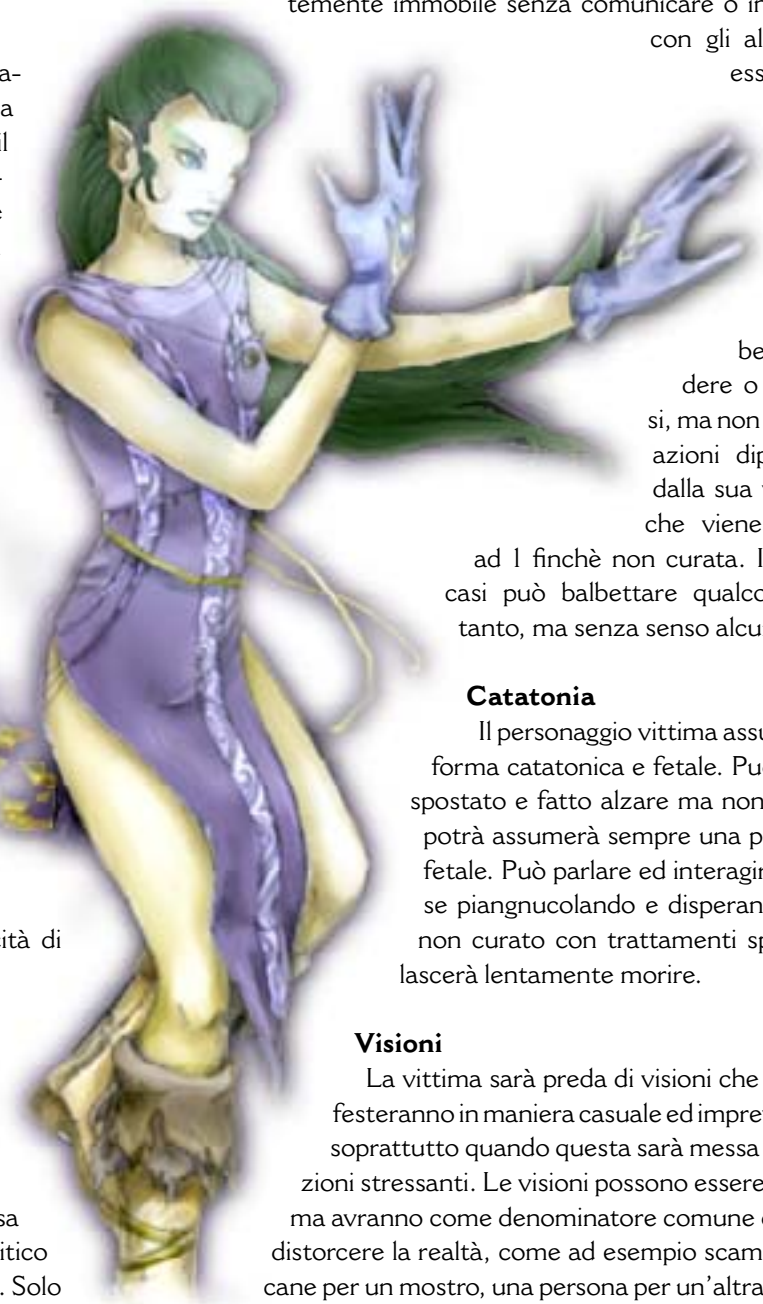 temente immobile senza comunicare o in
con gli al
ess
be
dere o
si, ma non
azioni dip
dalla sua
che viene
ad 1 finchè non curata. I
casi può balbettare qualco
tanto, ma senza senso alcu
Catatonia
Il personaggio vittima assu
forma catatonica e fetale. Pu
spostato e fatto alzare ma non
potrà assumerà sempre una p
fetale. Può parlare ed interagir
se piangnucolando e disperan
non curato con trattamenti sp
lascerà lentamente morire.
Visioni
La vittima sarà preda di visioni che
festeranno in maniera casuale ed impre
soprattutto quando questa sarà messa
zioni stressanti. Le visioni possono essere
ma avranno come denominatore comune
distorcere la realtà, come ad esempio scam
cane per un mostro, una persona per un'altra
a-
a
il
-
e
ità di
sa
itico
. Solo